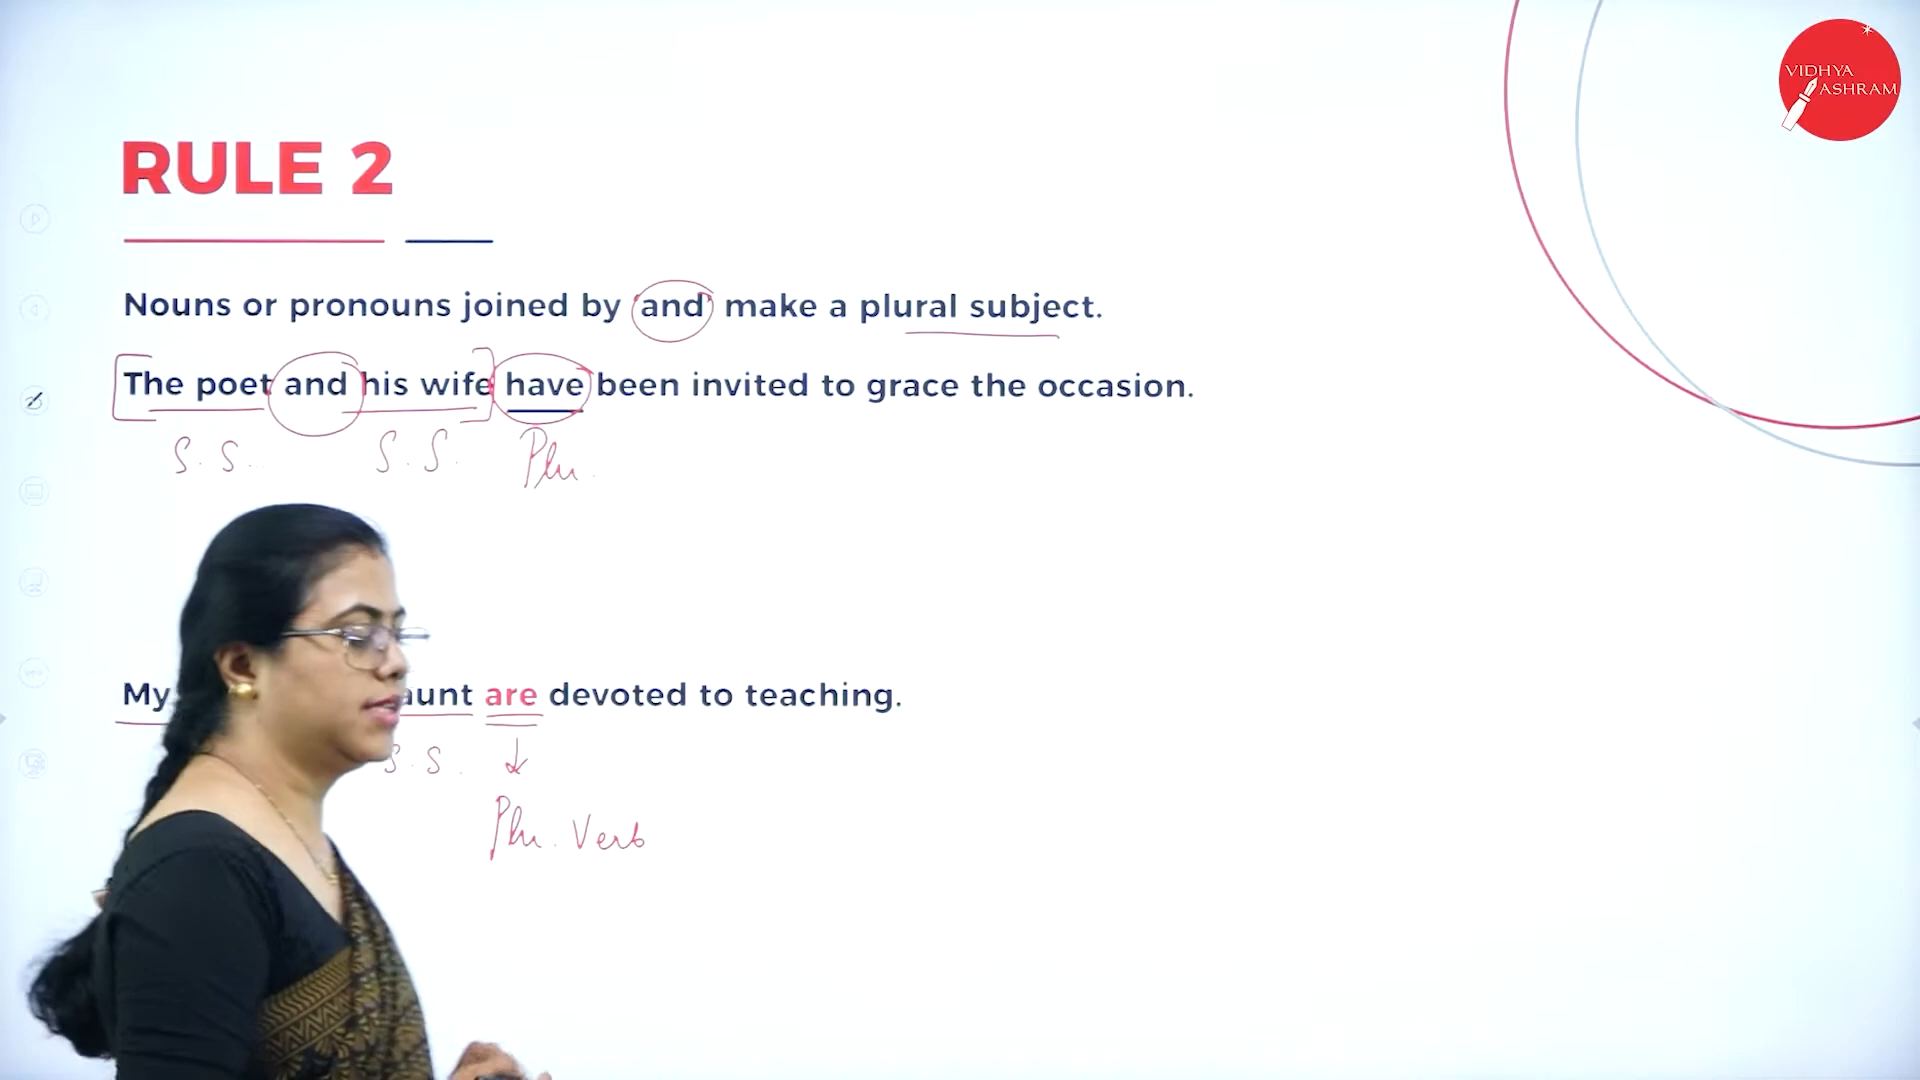 VIDHYA
ASHRAM
RULE 2
Nouns or pronouns joined by and make a plural subject.
The poet and his wife have been invited to grace the occasion.
S. S. S. S. Plu.
My aunt are devoted to teaching.
S. S.
Plu. Verb